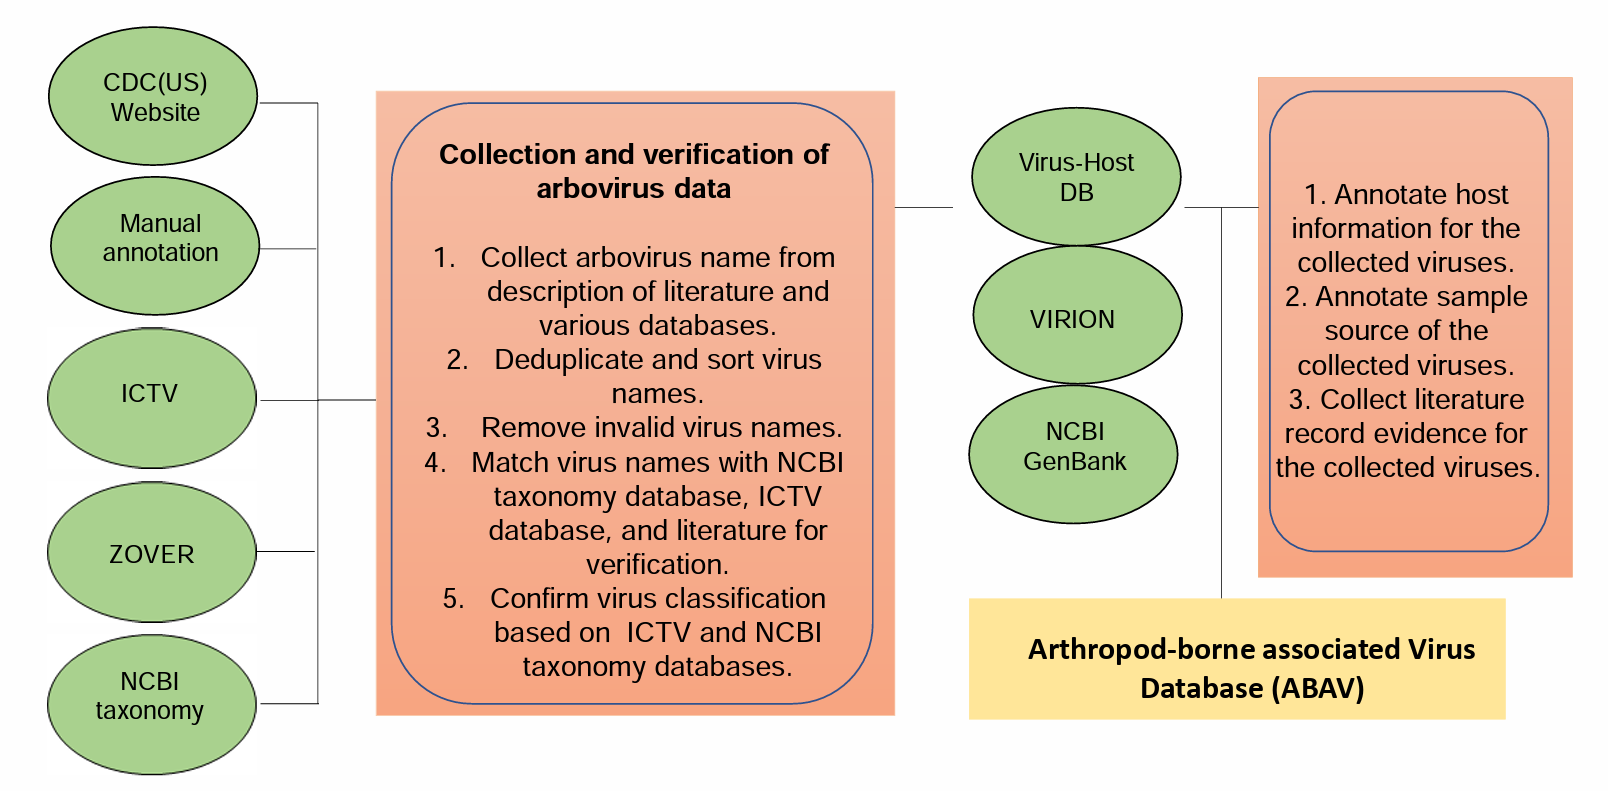 CDC(US)
Website
Manual
annotation
ICTV
ZOVER
NCBI
taxonomy
Collection and verification of
arbovirus data
1. Collect arbovirus name from
description of literature and
various databases.
2. Deduplicate and sort virus
names.
3. Remove invalid virus names.
4. Match virus names with NCBI
taxonomy database, ICTV
database, and literature for
verification.
5. Confirm virus classification
based on ICTV and NCBI
taxonomy databases.
Virus-Host
DB
VIRION
NCBI
GenBank
1. Annotate host
information for the
collected viruses.
2. Annotate sample
source of the
collected viruses.
3. Collect literature
record evidence for
the collected viruses.
Arthropod-borne associated Virus
Database (ABAV)